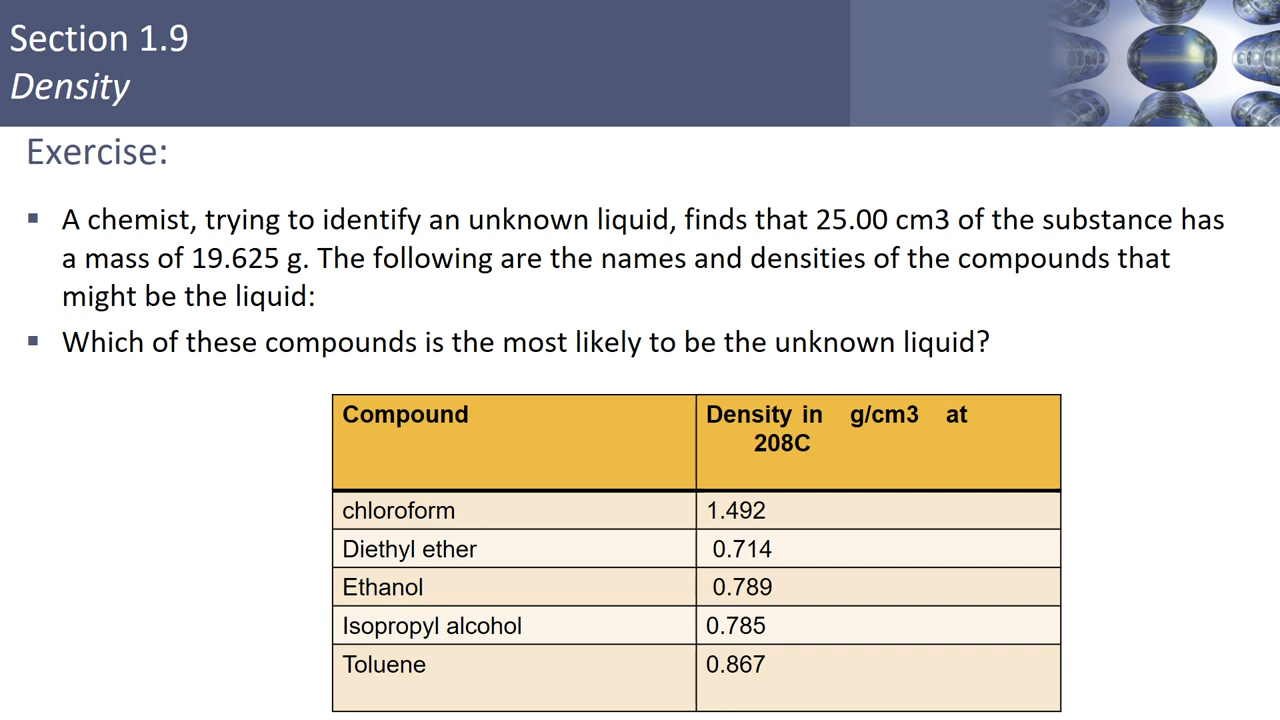 Section 1.9
Density
Exercise:
▪ A chemist, trying to identify an unknown liquid, finds that 25.00 cm3 of the substance has
a mass of 19.625 g. The following are the names and densities of the compounds that
might be the liquid:
▪ Which of these compounds is the most likely to be the unknown liquid?
Compound Density in g/cm3 at
208C
chloroform 1.492
Diethyl ether 0.714
Ethanol 0.789
Isopropyl alcohol 0.785
Toluene 0.867